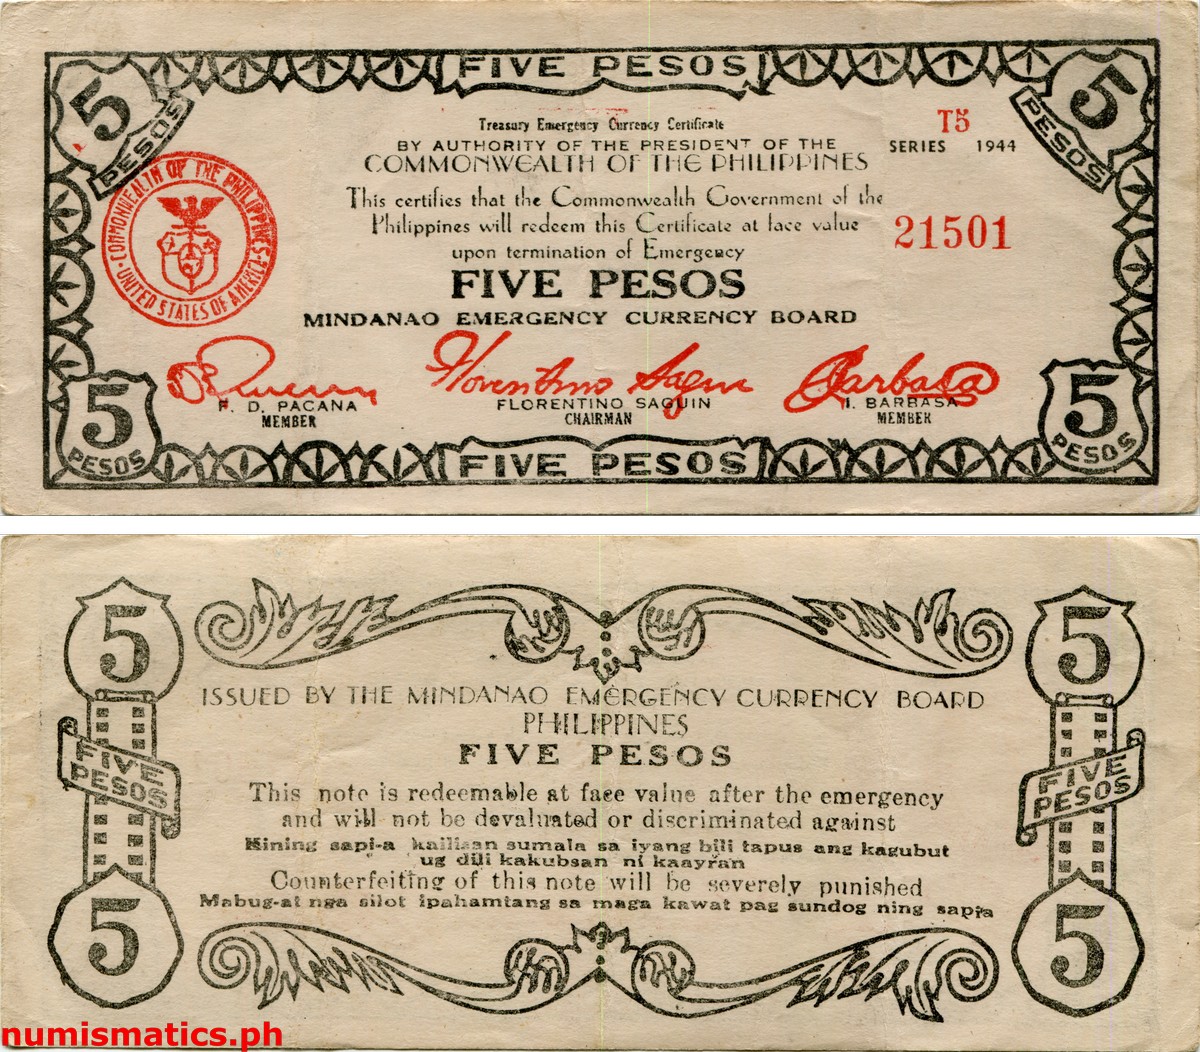 FIVE PESOS
5 PESOS
5 PESOS
Treasury Emergency Currency Certificate
T5
BY AUTHORITY OF THE PRESIDENT OF THE
SERIES 1944
COMMONWEALTH OF THE PHILIPPINES
COMMONWEALTH OF THE PHILIPPINES
UNITED STATES OF AMERICA
This certifies that the Commonwealth Government of the
Philippines will redeem this Certificate at face value
21501
upon termination of Emergency
FIVE PESOS
MINDANAO EMERGENCY CURRENCY BOARD
Florentino Saguin
Barbasa
F. D. PACANA
MEMBER
FLORENTINO SAGUIN
CHAIRMAN
I. BARBASA
MEMBER
5
PESOS
5
PESOS
FIVE PESOS
5
5
ISSUED BY THE MINDANAO EMERGENCY CURRENCY BOARD
PHILIPPINES
FIVE PESOS
FIVE
PESOS
FIVE
PESOS
This note is redeemable at face value after the emergency
and will not be devaluated or discriminated against
Kining sapi-a kailisan sumala sa iyang bili tapus ang kagubut
ug dili kakubsan ni kaayran
Counterfeiting of this note will be severely punished
Mabug-at nga silot ipahamtang sa maga kawat pag sundog ning sapia
5
5
numismatics.ph